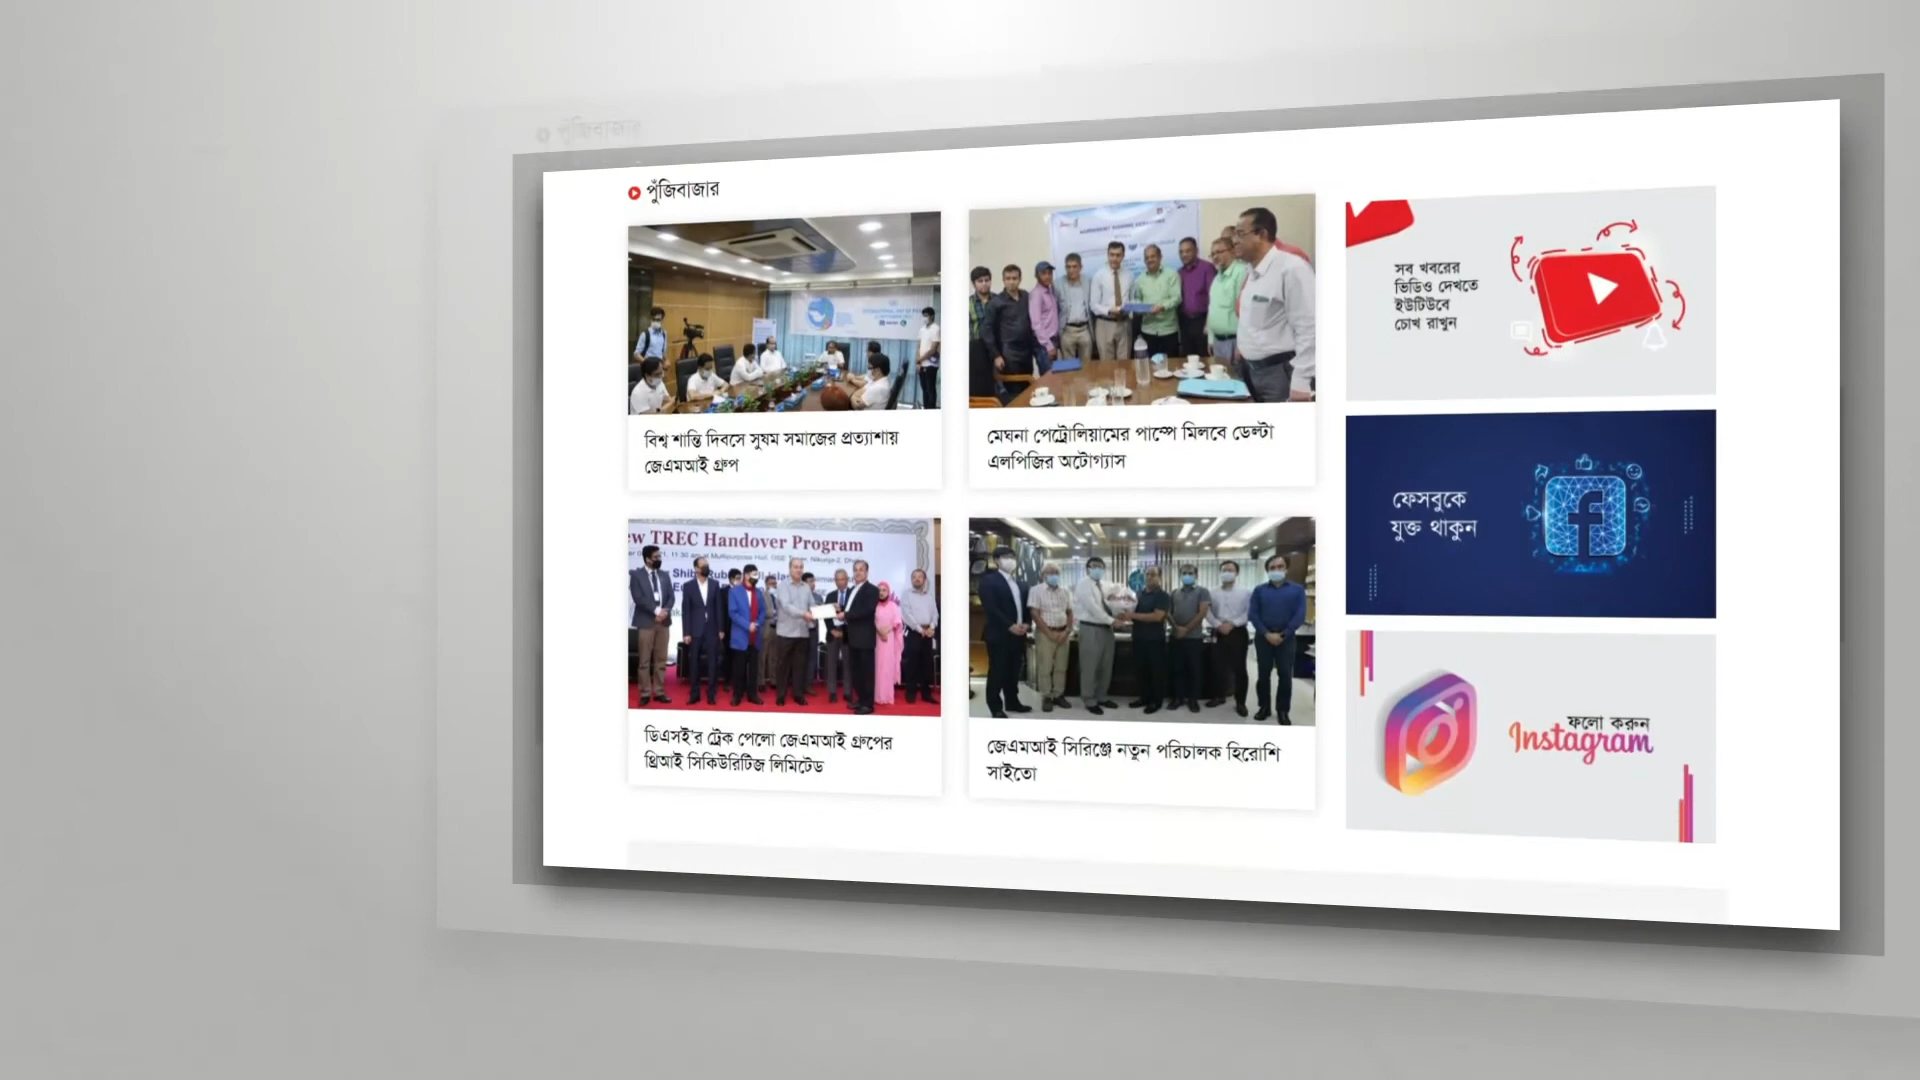 পুঁজিবাজার
বিশ্ব শান্তি দিবসে সুষম সমাজের প্রত্যাশায়
জেএমআই গ্রুপ
মেঘনা পেট্রোলিয়ামের পাম্পে মিলবে ডেল্টা
এলপিজির অটোগ্যাস
TREC Handover Program
ডিএসই'র ট্রেক পেলো জেএমআই গ্রুপের
থ্রিআই সিকিউরিটিজ লিমিটেড
জেএমআই সিরিঞ্জে নতুন পরিচালক হিরোশি
সাইতো
সব খবরের
ভিডিও দেখতে
ইউটিউবে
চোখ রাখুন
ফেসবুকে
যুক্ত থাকুন
ফলো করুন
Instagram